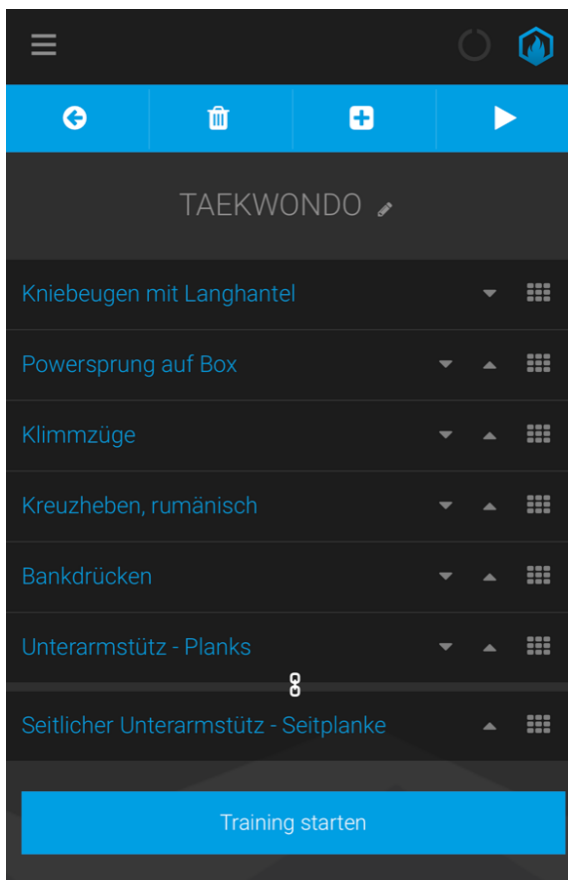 TAEKWONDO
Kniebeugen mit Langhantel
Powersprung auf Box
Klimmzüge
Kreuzheben, rumänisch
Bankdrücken
Unterarmstütz - Planks
Seitlicher Unterarmstütz - Seitplanke
Training starten